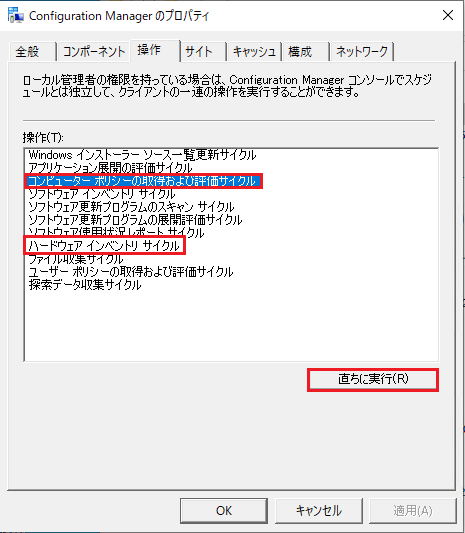 Configuration Manager のプロパティ
全般 コンポーネント 操作 サイト キャッシュ 構成 ネットワーク
ローカル管理者の権限を持っている場合は、Configuration Manager コンソールでスケジ
ュールとは独立して、クライアントの一連の操作を実行することができます。
操作(T):
Windows インストーラー ソース一覧更新サイクル
アプリケーション展開の評価サイクル
コンピューター ポリシーの取得および評価サイクル
ソフトウェア インベントリ サイクル
ソフトウェア更新プログラムのスキャン サイクル
ソフトウェア更新プログラムの展開評価サイクル
ソフトウェア使用状況レポート サイクル
ハードウェア インベントリ サイクル
ファイル収集サイクル
ユーザー ポリシーの取得および評価サイクル
探索データ収集サイクル
直ちに実行(R)
OK キャンセル 適用(A)